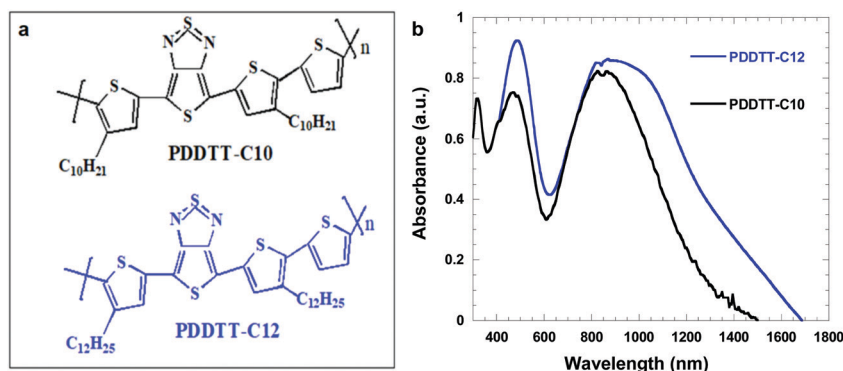 a
S
N N
S
S
S
S
n
C10H21
C10H21
PDDTT-C10
S
N N
S
S
S
S
n
C12H25
C12H25
PDDTT-C12
b
1
0.8
0.6
0.4
0.2
0
Absorbance (a.u.)
PDDTT-C12
PDDTT-C10
400 600 800 1000 1200 1400 1600 1800
Wavelength (nm)